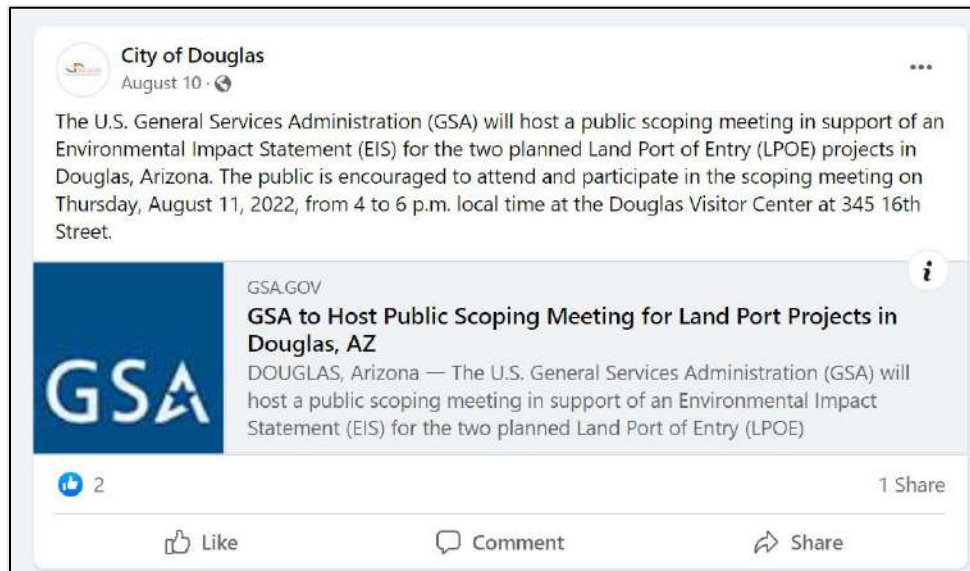 City of Douglas
August 10 ·
The U.S. General Services Administration (GSA) will host a public scoping meeting in support of an
Environmental Impact Statement (EIS) for the two planned Land Port of Entry (LPOE) projects in
Douglas, Arizona. The public is encouraged to attend and participate in the scoping meeting on
Thursday, August 11, 2022, from 4 to 6 p.m. local time at the Douglas Visitor Center at 345 16th
Street.
GSA
GSA.GOV
GSA to Host Public Scoping Meeting for Land Port Projects in
Douglas, AZ
DOUGLAS, Arizona — The U.S. General Services Administration (GSA) will
host a public scoping meeting in support of an Environmental Impact
Statement (EIS) for the two planned Land Port of Entry (LPOE)
i
2
1 Share
Like
Comment
Share